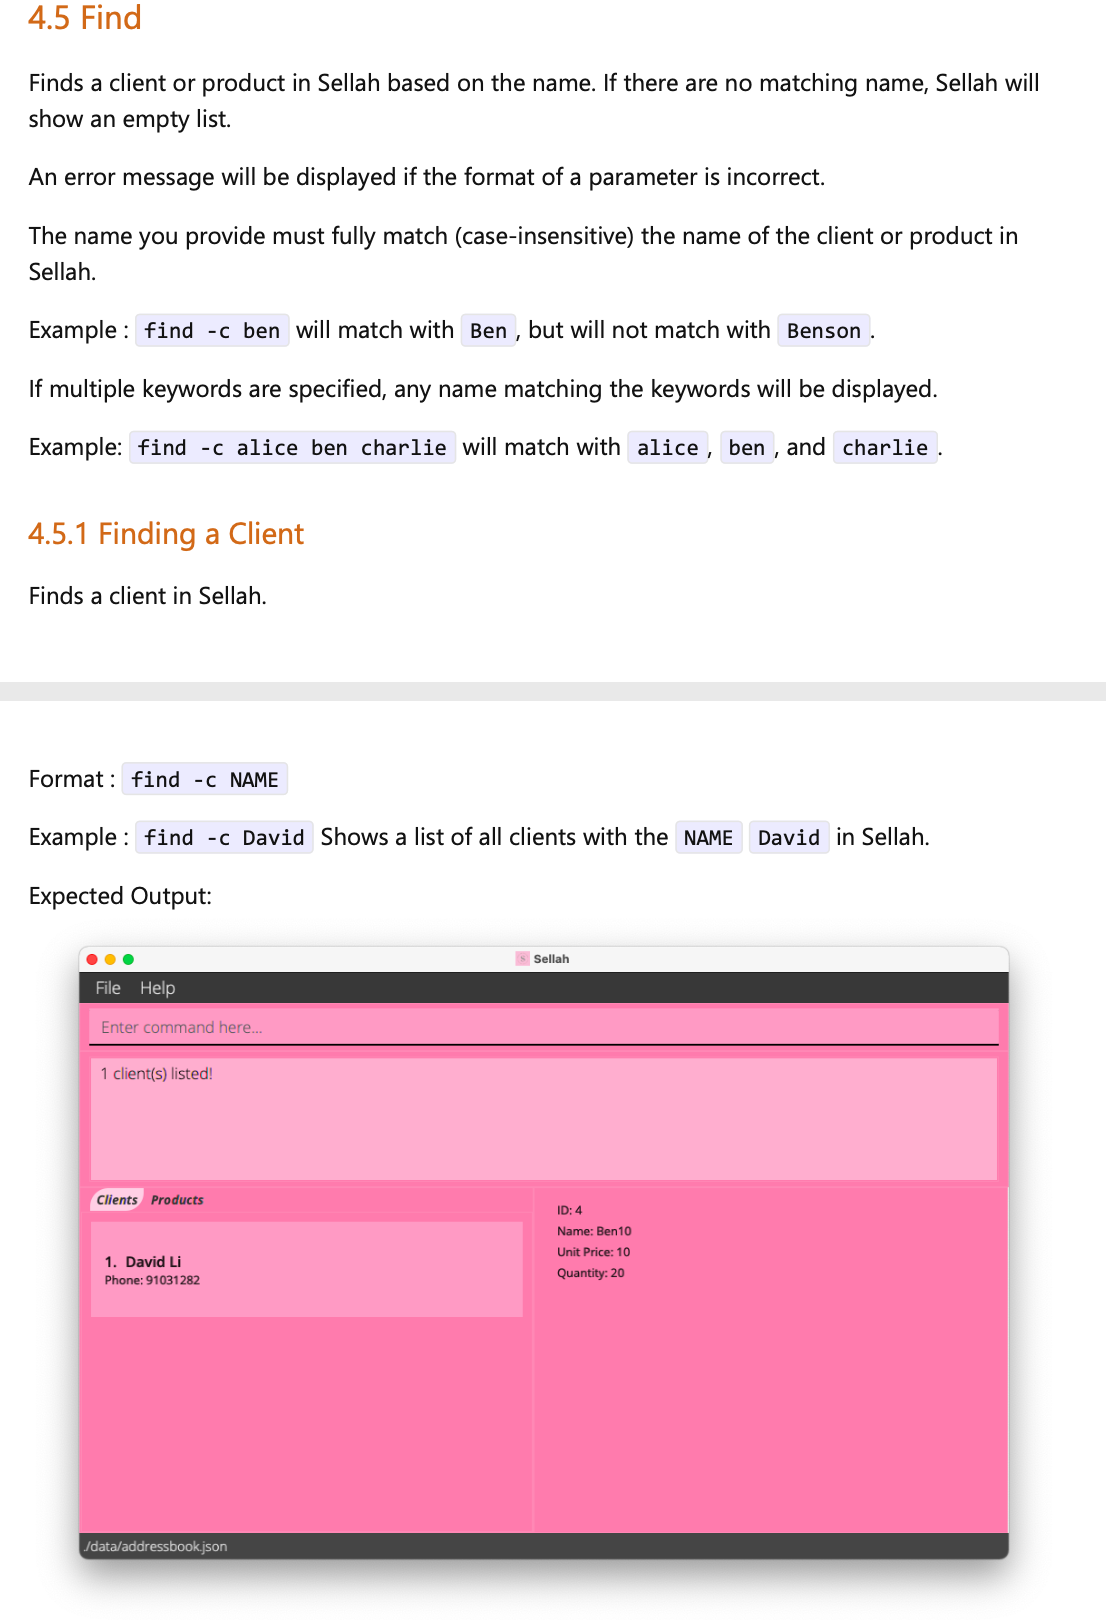 4.5 Find
Finds a client or product in Sellah based on the name. If there are no matching name, Sellah will
show an empty list.
An error message will be displayed if the format of a parameter is incorrect.
The name you provide must fully match (case-insensitive) the name of the client or product in
Sellah.
Example : find -c ben will match with Ben , but will not match with Benson .
If multiple keywords are specified, any name matching the keywords will be displayed.
Example: find -c alice ben charlie will match with alice , ben , and charlie .
4.5.1 Finding a Client
Finds a client in Sellah.
Format : find -c NAME
Example : find -c David Shows a list of all clients with the NAME David in Sellah.
Expected Output:
S Sellah
File Help
Enter command here...
1 client(s) listed!
Clients Products
1. David Li
Phone: 91031282
ID: 4
Name: Ben10
Unit Price: 10
Quantity: 20
./data/addressbook.json